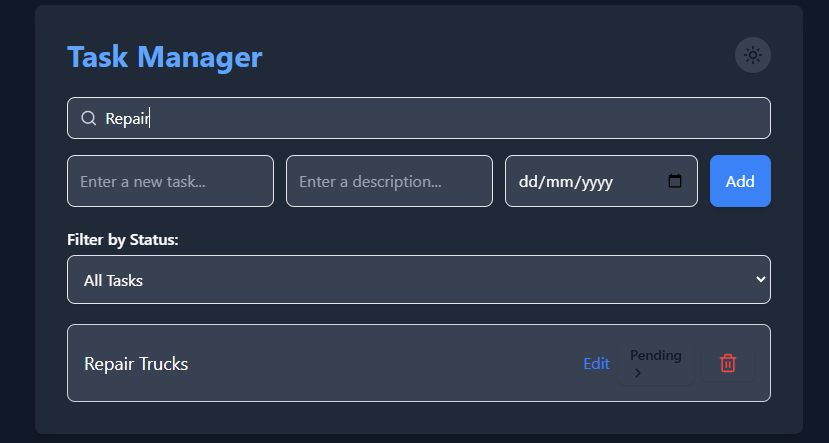 Task Manager
Repair
Enter a new task... Enter a description... dd/mm/yyyy Add
Filter by Status:
All Tasks
Repair Trucks Edit Pending